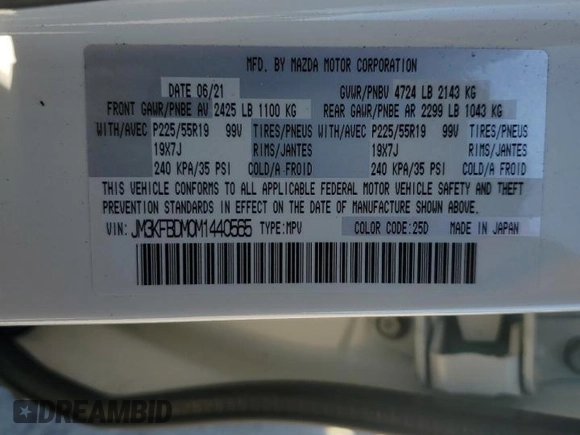 MFD. BY MAZDA MOTOR CORPORATION
DATE 06/21 GVWR/PNBV 4724 LB 2143 KG
FRONT GAWR/PNBE AV 2425 LB 1100 KG REAR GAWR/PNBE AR 2299 LB 1043 KG
WITH/AVEC P225/55R19 99V TIRES/PNEUS WITH/AVEC P225/55R19 99V TIRES/PNEUS
19X7J RIMS/JANTES 19X7J RIMS/JANTES
240 KPA/35 PSI COLD/A FROID 240 KPA/35 PSI COLD/A FROID
THIS VEHICLE CONFORMS TO ALL APPLICABLE FEDERAL MOTOR VEHICLE SAFETY AND THEFT
PREVENTION STANDARDS IN EFFECT ON THE DATE OF MANUFACTURE SHOWN ABOVE.
VIN: JM3KFBDM0M1440565 TYPE:MPV COLOR CODE:25D MADE IN JAPAN
DREAMBID